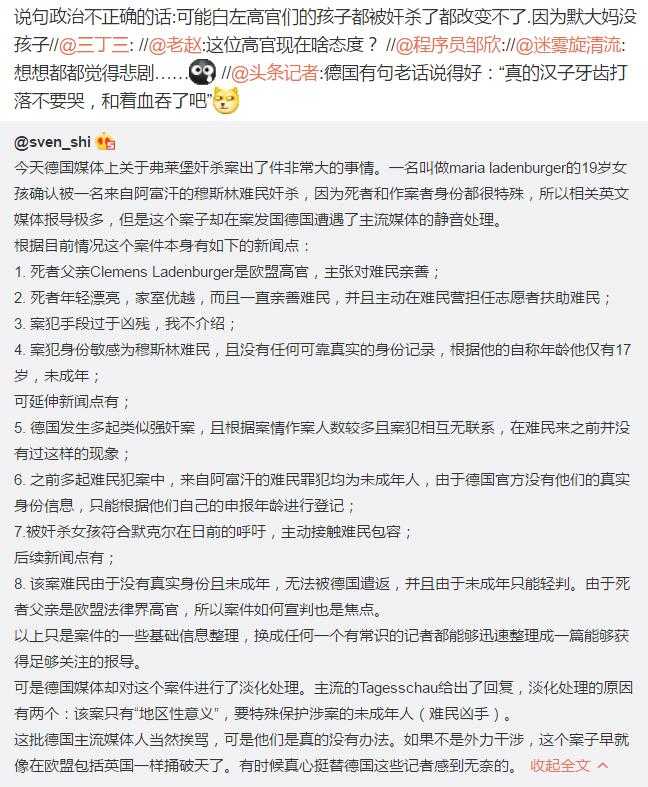 说句政治不正确的话:可能白左高官们的孩子都被奸杀了都改变不了.因为默大妈没
孩子//@三丁三: //@老赵:这位高官现在啥态度？ //@程序员邹欣://@迷雾旋清流:
想想都都觉得悲剧…… //@头条记者:德国有句老话说得好：“真的汉子牙齿打
落不要哭，和着血吞了吧”
@sven_shi
今天德国媒体上关于弗莱堡奸杀案出了件非常大的事情。一名叫做maria ladenburger的19岁女
孩确认被一名来自阿富汗的穆斯林难民奸杀，因为死者和作案者身份都很特殊，所以相关英文
媒体报导极多，但是这个案子却在案发国德国遭遇了主流媒体的静音处理。
根据目前情况这个案件本身有如下的新闻点：
1. 死者父亲Clemens Ladenburger是欧盟高官，主张对难民亲善；
2. 死者年轻漂亮，家室优越，而且一直亲善难民，并且主动在难民营担任志愿者扶助难民；
3. 案犯手段过于凶残，我不介绍；
4. 案犯身份敏感为穆斯林难民，且没有任何可靠真实的身份记录，根据他的自称年龄他仅有17
岁，未成年；
可延伸新闻点有；
5. 德国发生多起类似强奸案，且根据案情作案人数较多且案犯相互无联系，在难民来之前并没
有过这样的现象；
6. 之前多起难民犯案中，来自阿富汗的难民罪犯均为未成年人，由于德国官方没有他们的真实
身份信息，只能根据他们自己的申报年龄进行登记；
7.被奸杀女孩符合默克尔在日前的呼吁，主动接触难民包容；
后续新闻点有；
8. 该案难民由于没有真实身份且未成年，无法被德国遣返，并且由于未成年只能轻判。由于死
者父亲是欧盟法律界高官，所以案件如何宣判也是焦点。
以上只是案件的一些基础信息整理，换成任何一个有常识的记者都能够迅速整理成一篇能够获
得足够关注的报导。
可是德国媒体却对这个案件进行了淡化处理。主流的Tagesschau给出了回复，淡化处理的原因
有两个：该案只有“地区性意义”，要特殊保护涉案的未成年人（难民凶手）。
这批德国主流媒体人当然挨骂，可是他们是真的没有办法。如果不是外力干涉，这个案子早就
像在欧盟包括英国一样捅破天了。有时候真心挺替德国这些记者感到无奈的。 收起全文